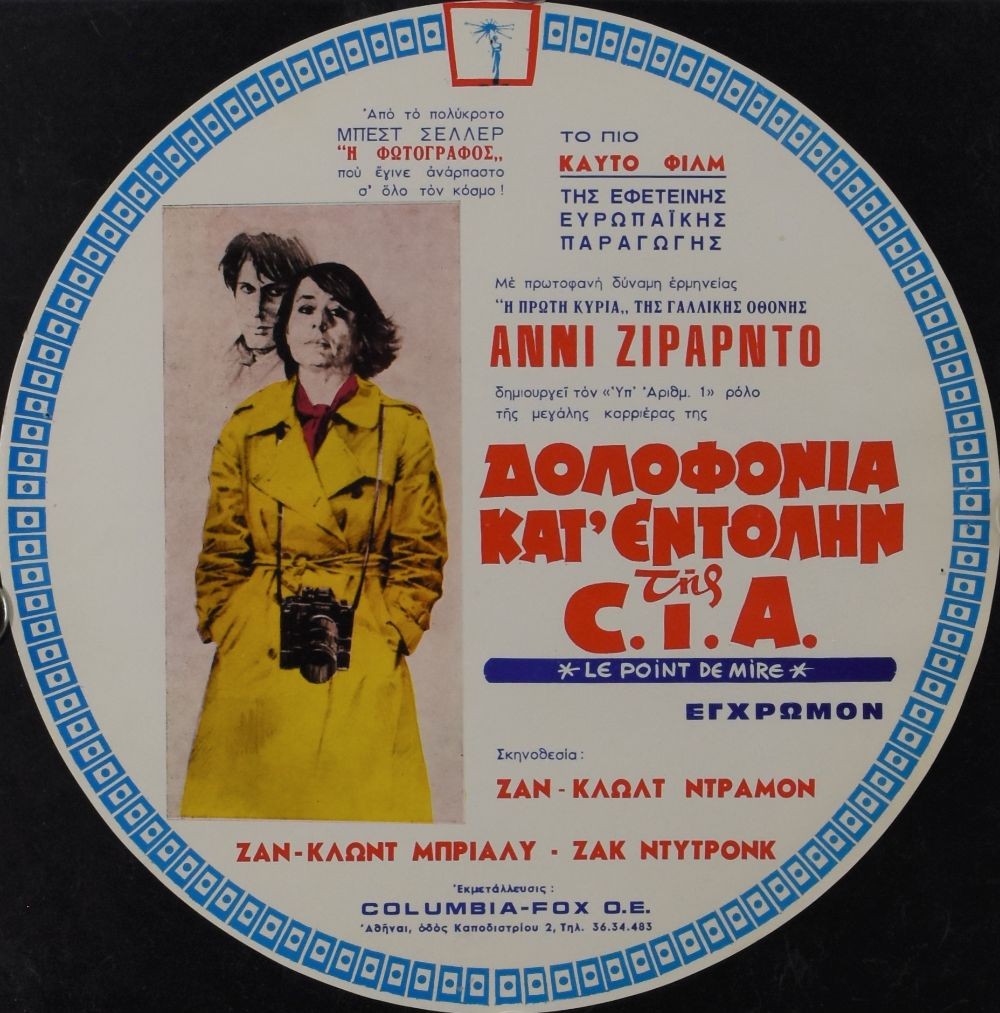 Ἀπό τό πολύκροτο
ΜΠΕΣΤ ΣΕΛΛΕΡ
“Η ΦΩΤΟΓΡΑΦΟΣ„
πού ἔγινε ἀνάρπαστο
σ' ὅλο τόν κόσμο!
ΤΟ ΠΙΟ
ΚΑΥΤΟ ΦΙΛΜ
ΤΗΣ ΕΦΕΤΕΙΝΗΣ
ΕΥΡΩΠΑΪΚΗΣ
ΠΑΡΑΓΩΓΗΣ
Μέ πρωτοφανῆ δύναμη ἑρμηνείας
“Η ΠΡΩΤΗ ΚΥΡΙΑ„ ΤΗΣ ΓΑΛΛΙΚΗΣ ΟΘΟΝΗΣ
ΑΝΝΙ ΖΙΡΑΡΝΤΟ
δημιουργεῖ τόν «Ὑπ' Ἀριθμ. 1» ρόλο
τῆς μεγάλης καρριέρας της
ΔΟΛΟΦΟΝΙΑ
ΚΑΤ' ΕΝΤΟΛΗΝ
τῆς
C.I.A.
* LE POINT DE MIRE *
ΕΓΧΡΩΜΟΝ
Σκηνοθεσία:
ΖΑΝ - ΚΛΩΛΤ ΝΤΡΑΜΟΝ
ΖΑΝ-ΚΛΩΝΤ ΜΠΡΙΑΛΥ - ΖΑΚ ΝΤΥΤΡΟΝΚ
Ἐκμετάλλευσις:
COLUMBIA-FOX O.E.
Ἀθῆναι, ὁδός Καποδιστρίου 2, Τηλ. 36.34.483